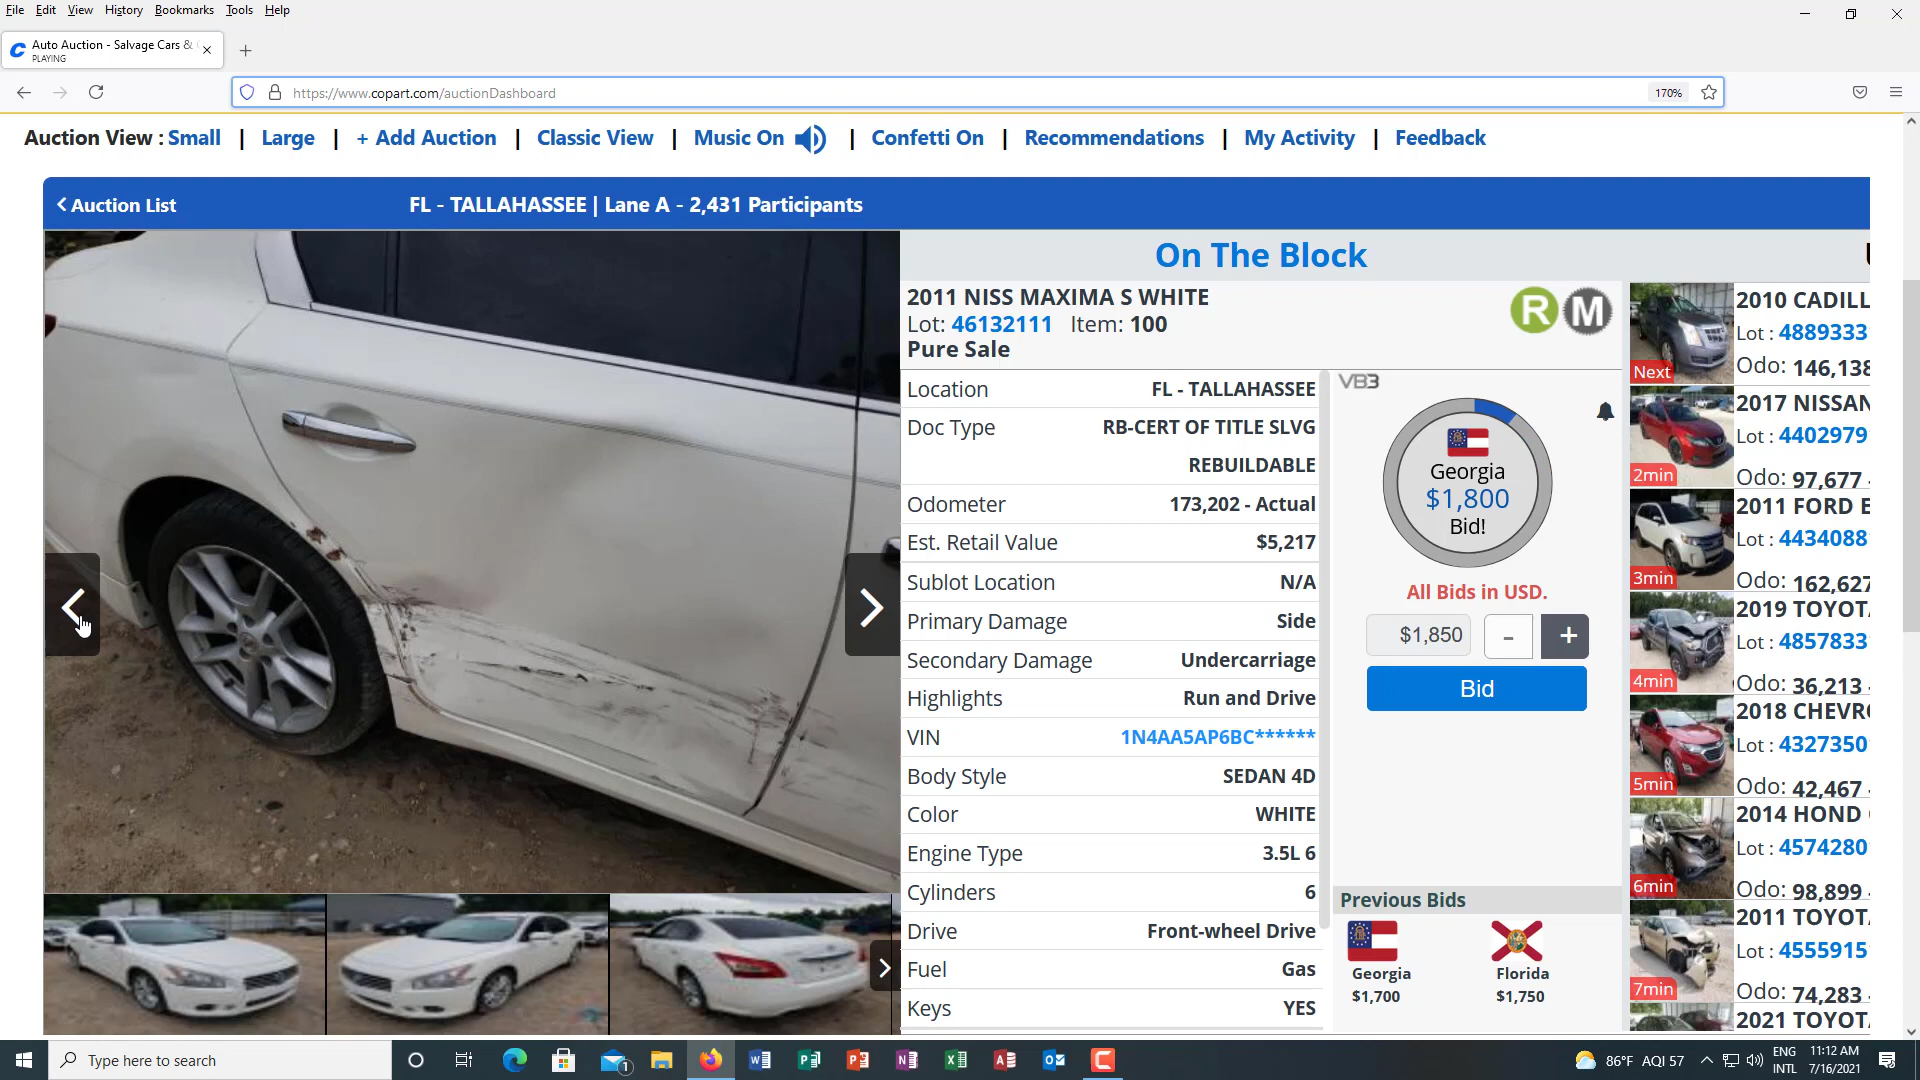 File Edit View History Bookmarks Tools Help
Auto Auction - Salvage Cars &
PLAYING
https://www.copart.com/auctionDashboard
170%
Auction View : Small | Large | + Add Auction | Classic View | Music On | Confetti On | Recommendations | My Activity | Feedback
Auction List
FL - TALLAHASSEE | Lane A - 2,431 Participants
On The Block
2011 NISS MAXIMA S WHITE
Lot: 46132111 Item: 100
Pure Sale
R M
Location FL - TALLAHASSEE
Doc Type RB-CERT OF TITLE SLVG
REBUILDABLE
Odometer 173,202 - Actual
Est. Retail Value $5,217
Sublot Location N/A
Primary Damage Side
Secondary Damage Undercarriage
Highlights Run and Drive
VIN 1N4AA5AP6BC******
Body Style SEDAN 4D
Color WHITE
Engine Type 3.5L 6
Cylinders 6
Drive Front-wheel Drive
Fuel Gas
Keys YES
VB3
Georgia
$1,800
Bid!
All Bids in USD.
$1,850 - +
Bid
Previous Bids
Georgia Florida
$1,700 $1,750
2010 CADILL
Lot : 4889333
Odo: 146,138
Next
2017 NISSAN
Lot : 4402979
Odo: 97,677 -
2min
2011 FORD E
Lot : 4434088
Odo: 162,627
3min
2019 TOYOTA
Lot : 4857833
Odo: 36,213 -
4min
2018 CHEVRO
Lot : 4327350
Odo: 42,467 -
5min
2014 HOND
Lot : 4574280
Odo: 98,899 -
6min
2011 TOYOTA
Lot : 4555915
Odo: 74,283 -
7min
2021 TOYOTA
Type here to search
1
86°F AQI 57
ENG
INTL
11:12 AM
7/16/2021